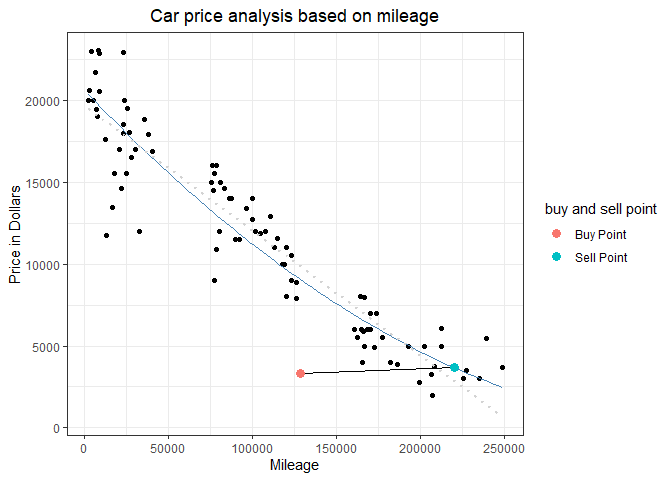 Car price analysis based on mileage
Price in Dollars
20000
15000
10000
5000
0
0
50000
100000
150000
200000
250000
Mileage
buy and sell point
Buy Point
Sell Point